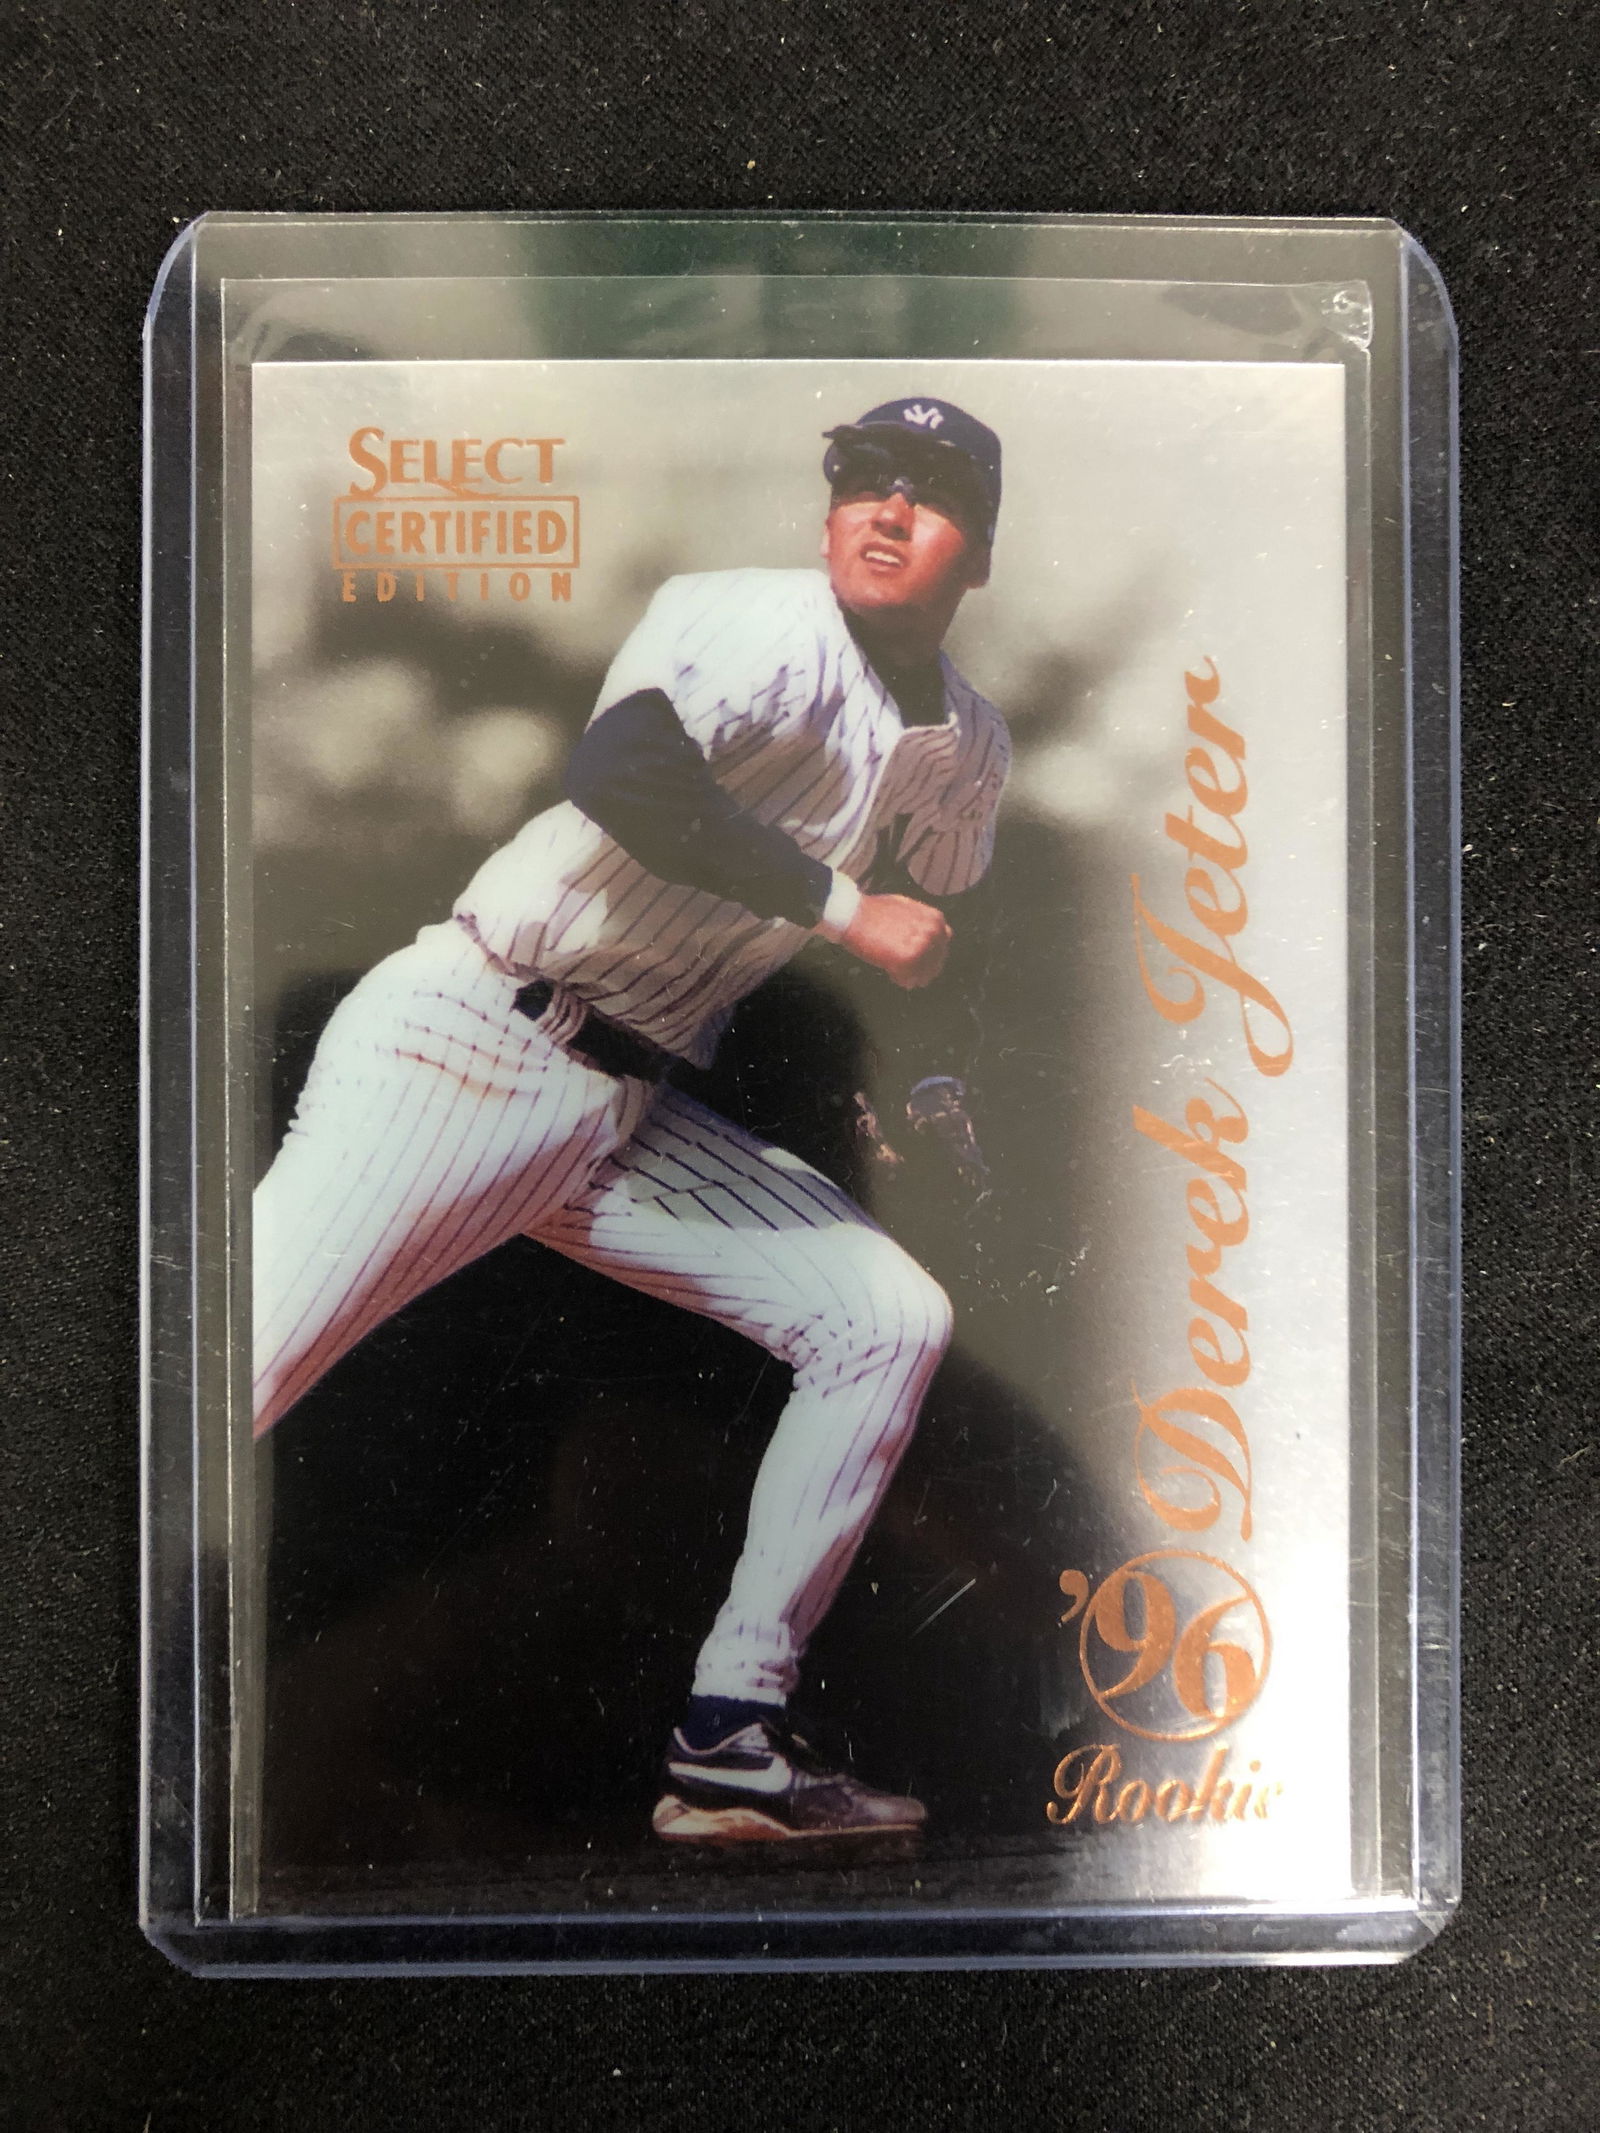 SELECT
CERTIFIED
EDITION
Derek Jeter
'96
Rookie